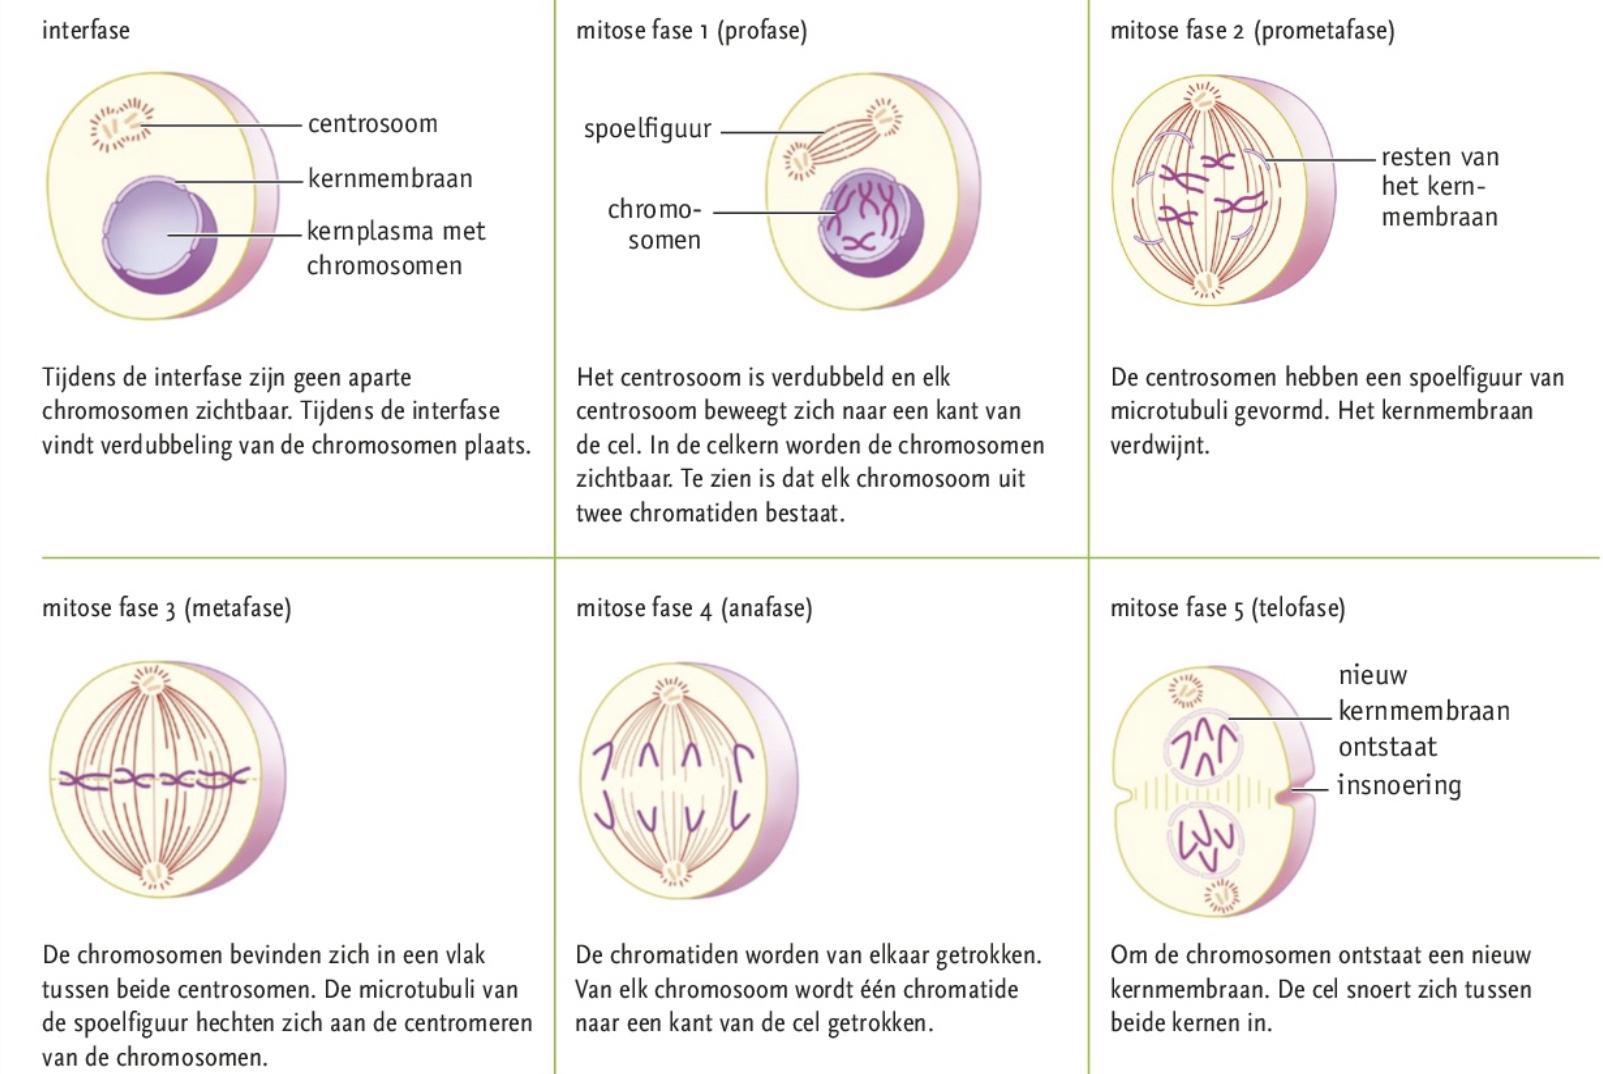 interfase
centrosoom
kernmembraan
kernplasma met
chromosomen
Tijdens de interfase zijn geen aparte
chromosomen zichtbaar. Tijdens de interfase
vindt verdubbeling van de chromosomen plaats.
mitose fase 1 (profase)
spoelfiguur
chromo-
somen
Het centrosoom is verdubbeld en elk
centrosoom beweegt zich naar een kant van
de cel. In de celkern worden de chromosomen
zichtbaar. Te zien is dat elk chromosoom uit
twee chromatiden bestaat.
mitose fase 2 (prometafase)
resten van
het kern-
membraan
De centrosomen hebben een spoelfiguur van
microtubuli gevormd. Het kernmembraan
verdwijnt.
mitose fase 3 (metafase)
De chromosomen bevinden zich in een vlak
tussen beide centrosomen. De microtubuli van
de spoelfiguur hechten zich aan de centromeren
van de chromosomen.
mitose fase 4 (anafase)
De chromatiden worden van elkaar getrokken.
Van elk chromosoom wordt één chromatide
naar een kant van de cel getrokken.
mitose fase 5 (telofase)
nieuw
kernmembraan
ontstaat
insnoering
Om de chromosomen ontstaat een nieuw
kernmembraan. De cel snoert zich tussen
beide kernen in.